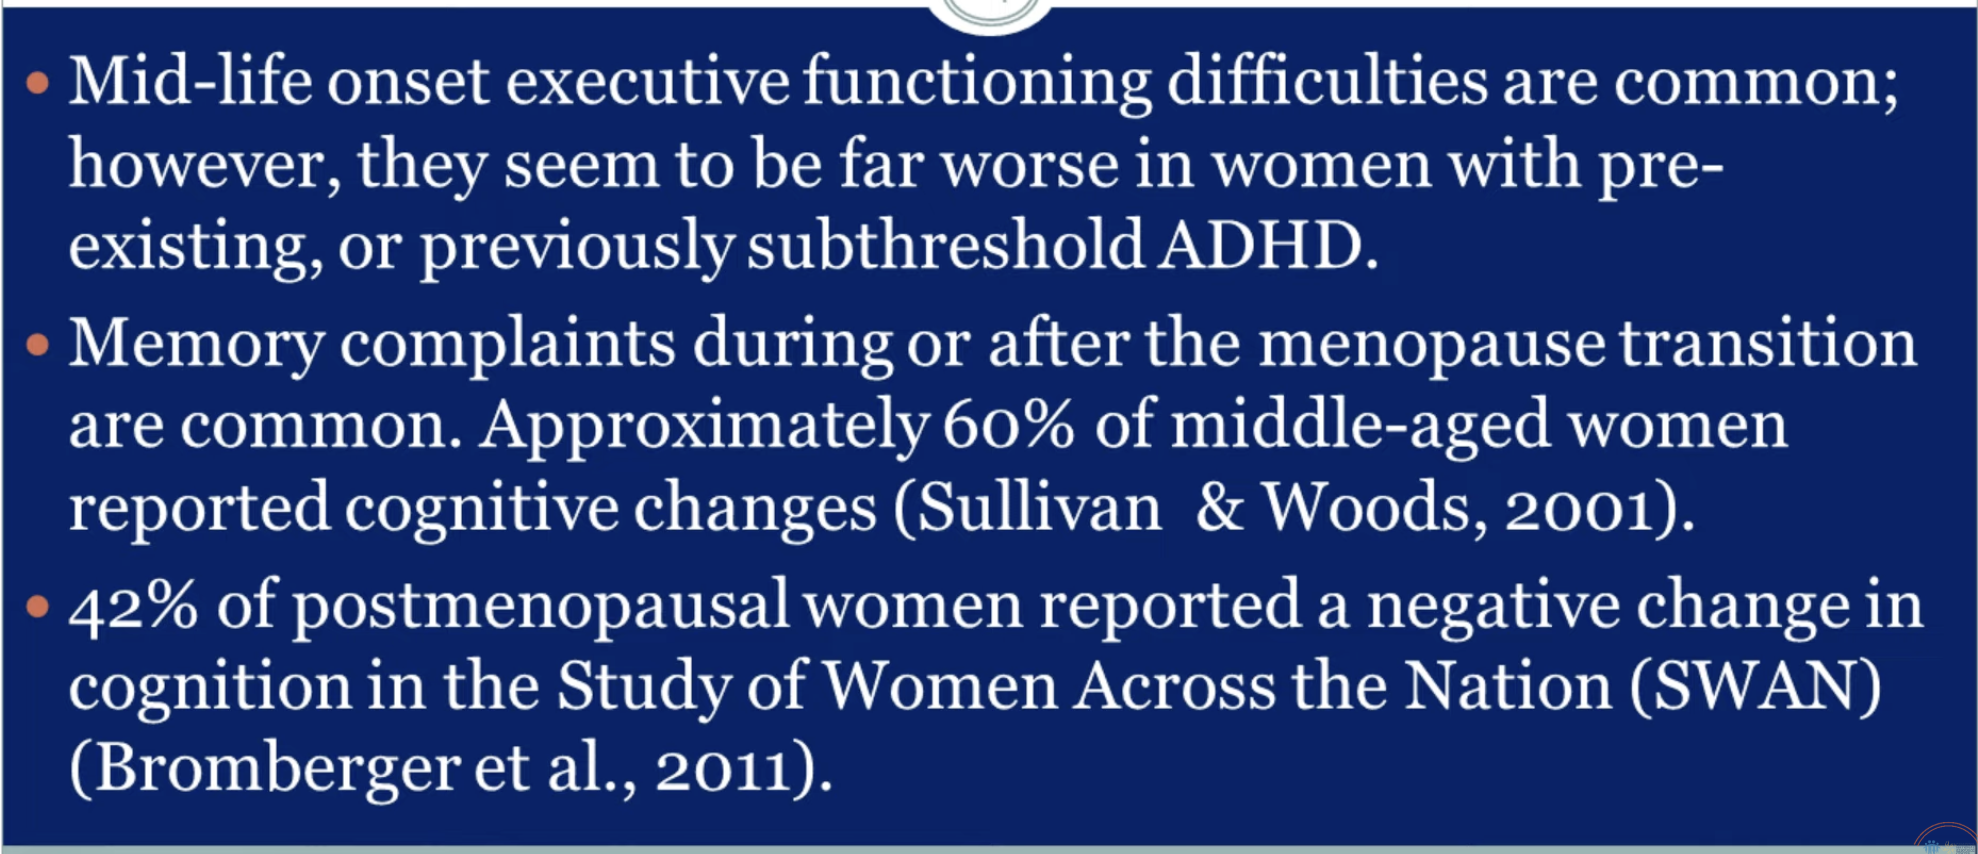 • Mid-life onset executive functioning difficulties are common;
however, they seem to be far worse in women with pre-
existing, or previously subthreshold ADHD.
• Memory complaints during or after the menopause transition
are common. Approximately 60% of middle-aged women
reported cognitive changes (Sullivan & Woods, 2001).
• 42% of postmenopausal women reported a negative change in
cognition in the Study of Women Across the Nation (SWAN)
(Bromberger et al., 2011).